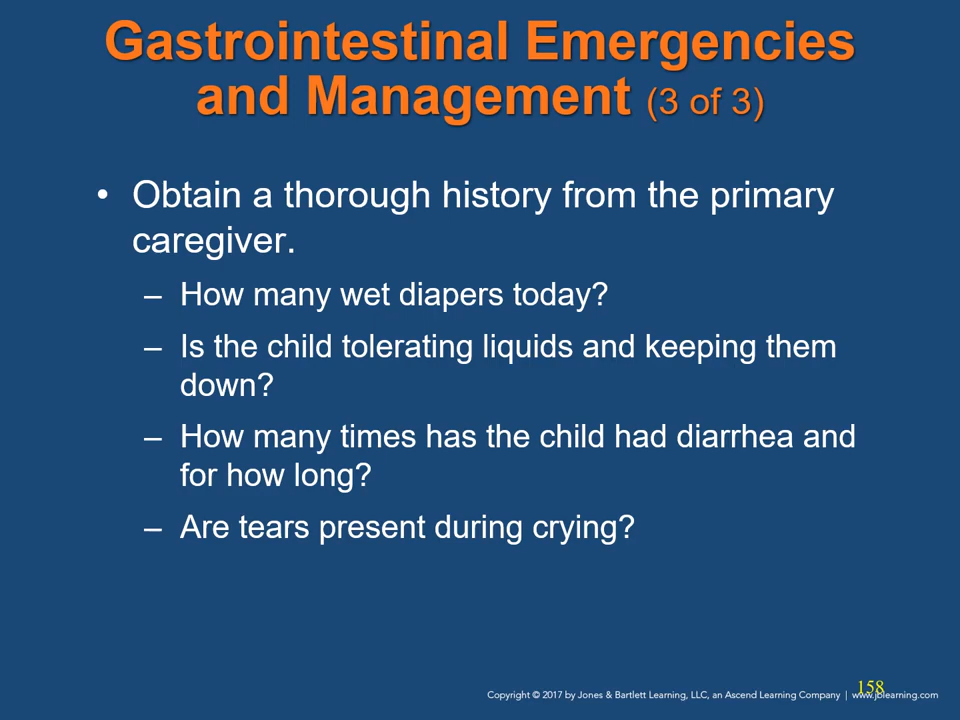 Gastrointestinal Emergencies
and Management (3 of 3)
• Obtain a thorough history from the primary
caregiver.
– How many wet diapers today?
– Is the child tolerating liquids and keeping them
down?
– How many times has the child had diarrhea and
for how long?
– Are tears present during crying?
158
Copyright © 2017 by Jones & Bartlett Learning, LLC, an Ascend Learning Company | www.jblearning.com